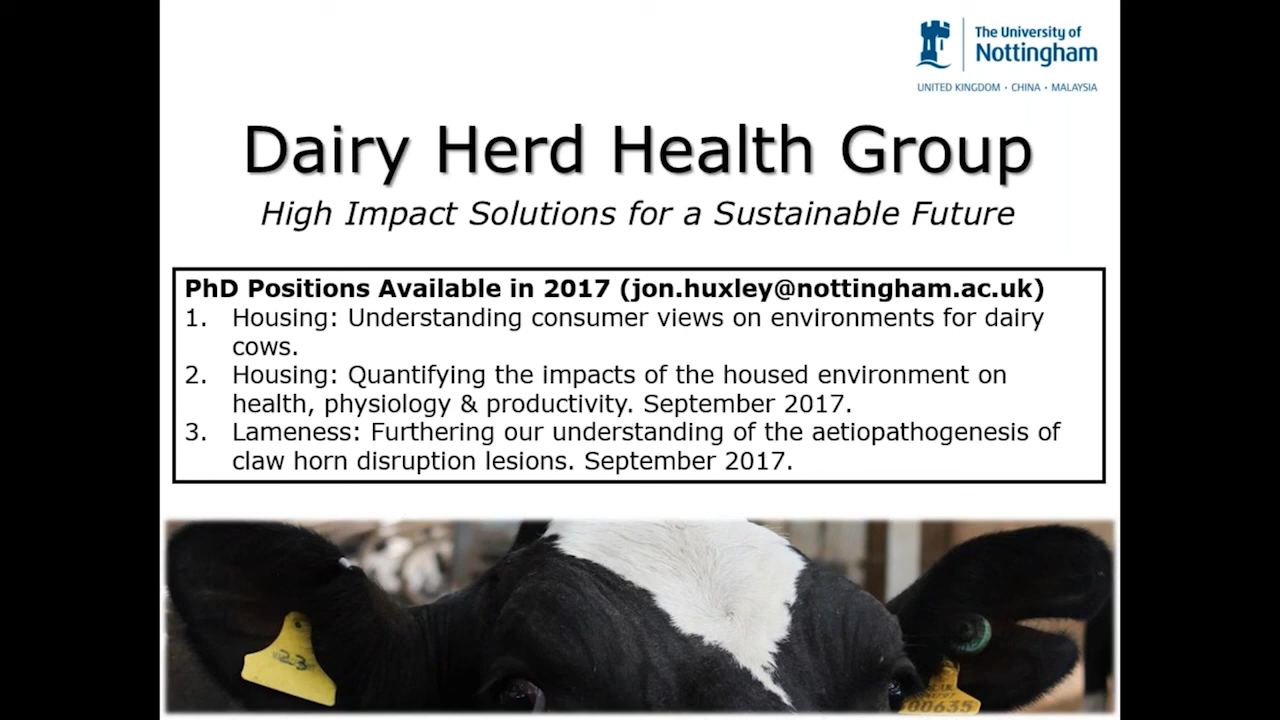 The University of
Nottingham
UNITED KINGDOM · CHINA · MALAYSIA
Dairy Herd Health Group
High Impact Solutions for a Sustainable Future
PhD Positions Available in 2017 (jon.huxley@nottingham.ac.uk)
1. Housing: Understanding consumer views on environments for dairy
cows.
2. Housing: Quantifying the impacts of the housed environment on
health, physiology & productivity. September 2017.
3. Lameness: Furthering our understanding of the aetiopathogenesis of
claw horn disruption lesions. September 2017.
00635